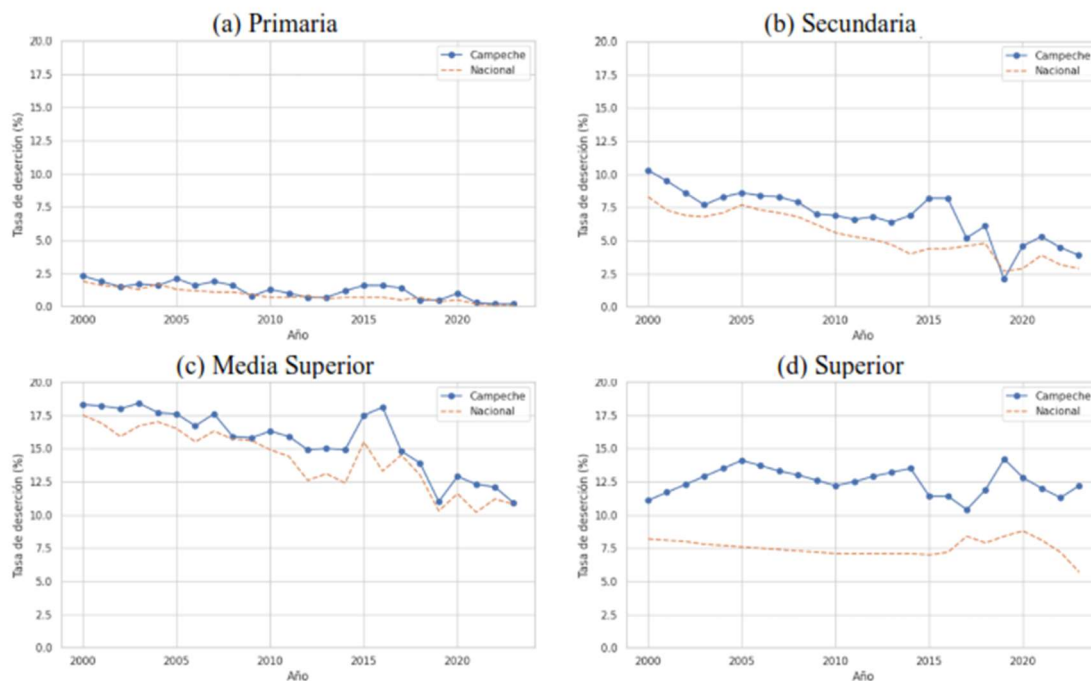 (a) Primaria
20.0
17.5
15.0
12.5
10.0
7.5
5.0
2.5
0.0
Tasa de deserción (%)
Campeche
Nacional
2000 2005 2010 2015 2020
Año
(b) Secundaria
20.0
17.5
15.0
12.5
10.0
7.5
5.0
2.5
0.0
Tasa de deserción (%)
Campeche
Nacional
2000 2005 2010 2015 2020
Año
(c) Media Superior
20.0
17.5
15.0
12.5
10.0
7.5
5.0
2.5
0.0
Tasa de deserción (%)
Campeche
Nacional
2000 2005 2010 2015 2020
Año
(d) Superior
20.0
17.5
15.0
12.5
10.0
7.5
5.0
2.5
0.0
Tasa de deserción (%)
Campeche
Nacional
2000 2005 2010 2015 2020
Año